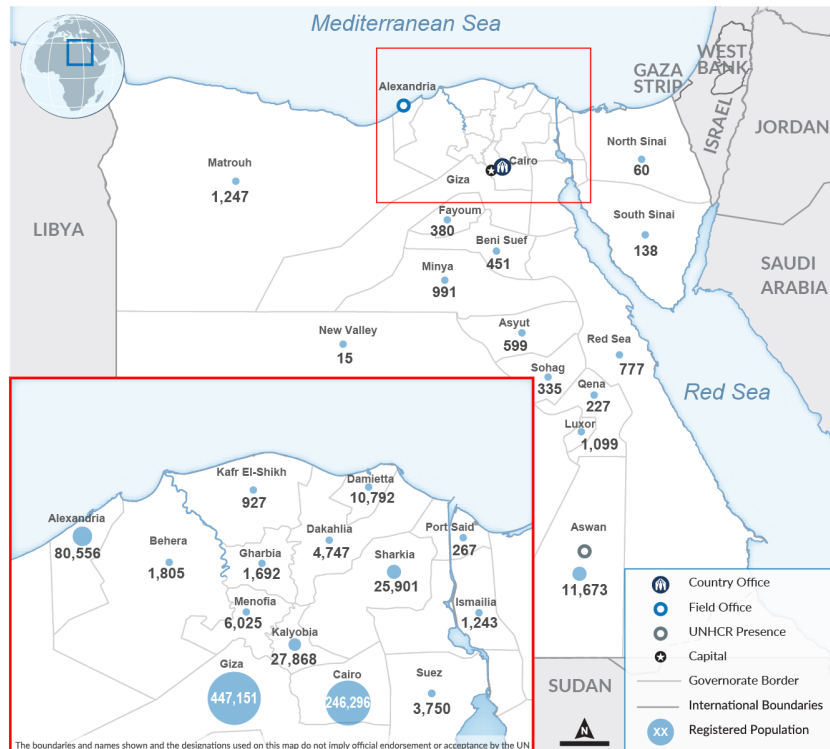 Mediterranean Sea
WEST
BANK
GAZA
STRIP
ISRAEL
JORDAN
Alexandria
Cairo
Giza
North Sinai
60
Matrouh
1,247
South Sinai
138
LIBYA
Fayoum
380
Beni Suef
451
Minya
991
SAUDI
ARABIA
New Valley
15
Asyut
599
Red Sea
777
Sohag
335
Qena
227
Luxor
1,099
Red Sea
Kafr El-Shikh
927
Damietta
10,792
Alexandria
80,556
Behera
1,805
Gharbia
1,692
Dakahlia
4,747
Port Said
267
Sharkia
25,901
Menofia
6,025
Kalyobia
27,868
Ismailia
1,243
Giza
447,151
Cairo
246,296
Suez
3,750
Aswan
11,673
SUDAN
N
Country Office
Field Office
UNHCR Presence
Capital
Governorate Border
International Boundaries
XX Registered Population
The boundaries and names shown and the designations used on this map do not imply official endorsement or acceptance by the UN